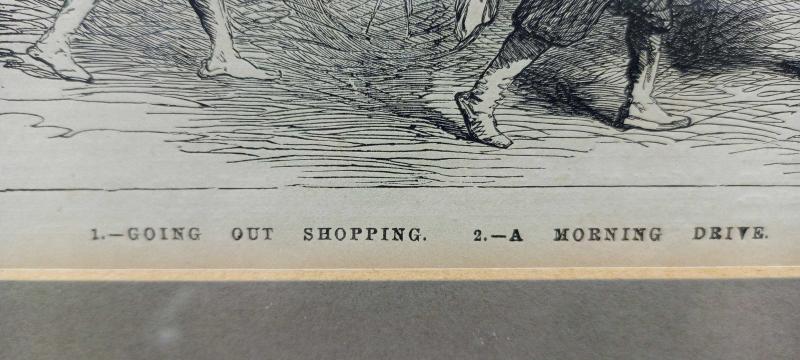 1.—GOING OUT SHOPPING. 2.—A MORNING DRIVE.